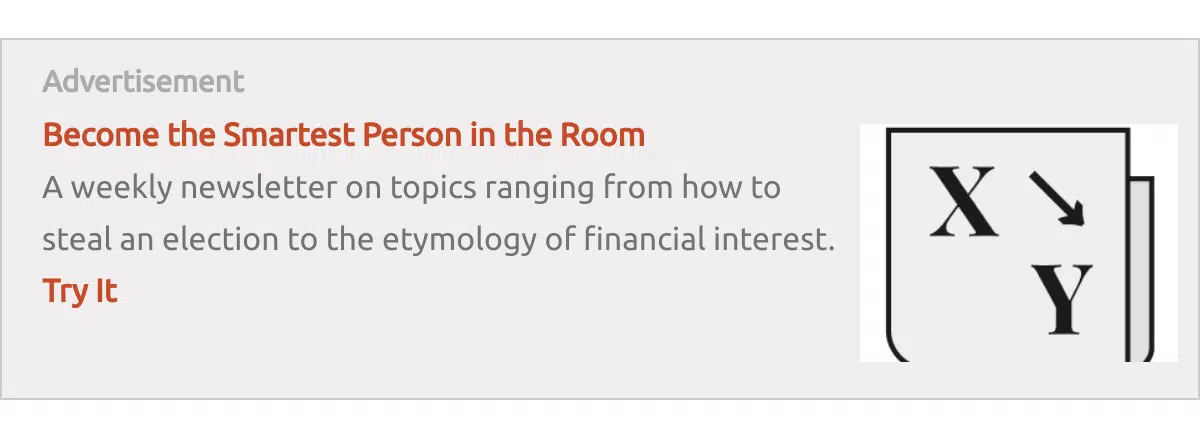 Advertisement
Become the Smartest Person in the Room
A weekly newsletter on topics ranging from how to
steal an election to the etymology of financial interest.
Try It
X
Y